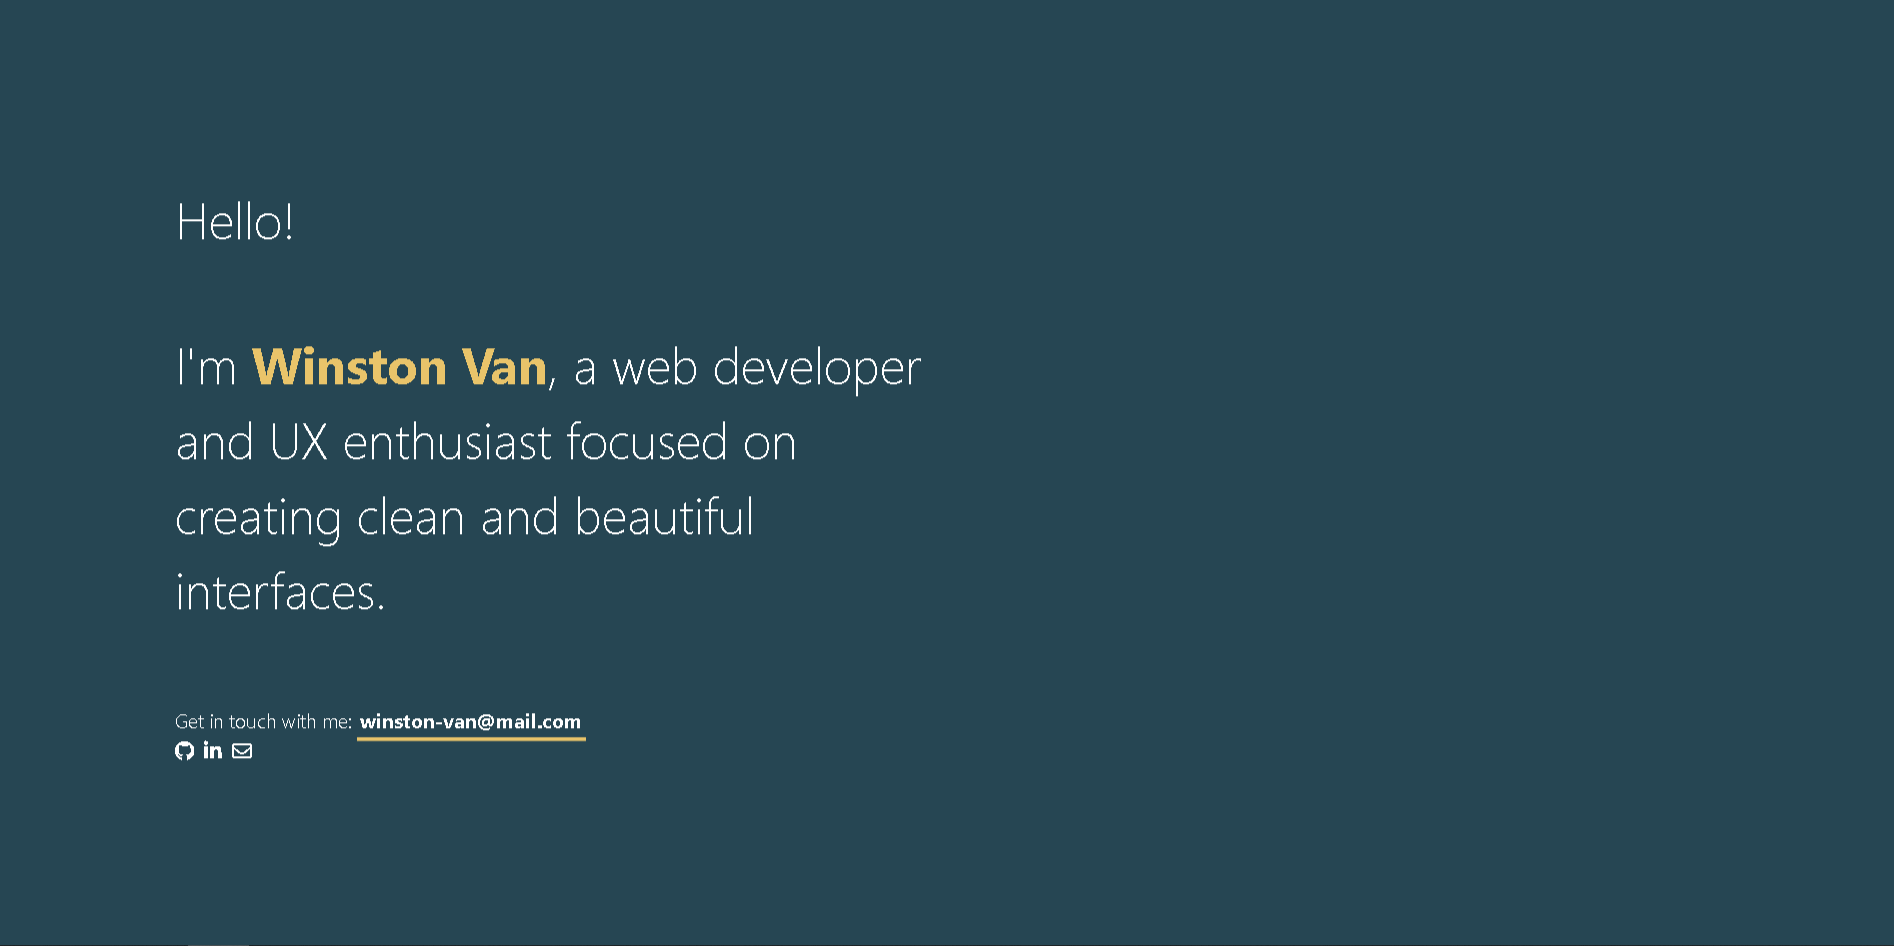 Hello!
I'm Winston Van, a web developer
and UX enthusiast focused on
creating clean and beautiful
interfaces.
Get in touch with me: winston-van@mail.com